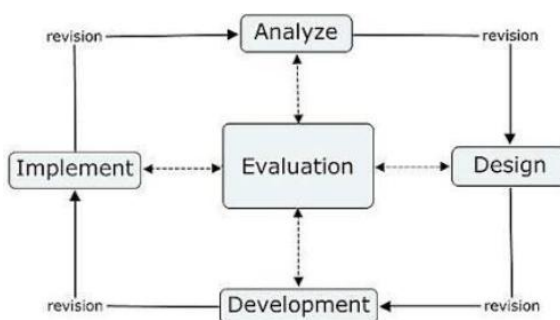 revision
Analyze
revision
Implement
Evaluation
Design
revision
Development
revision